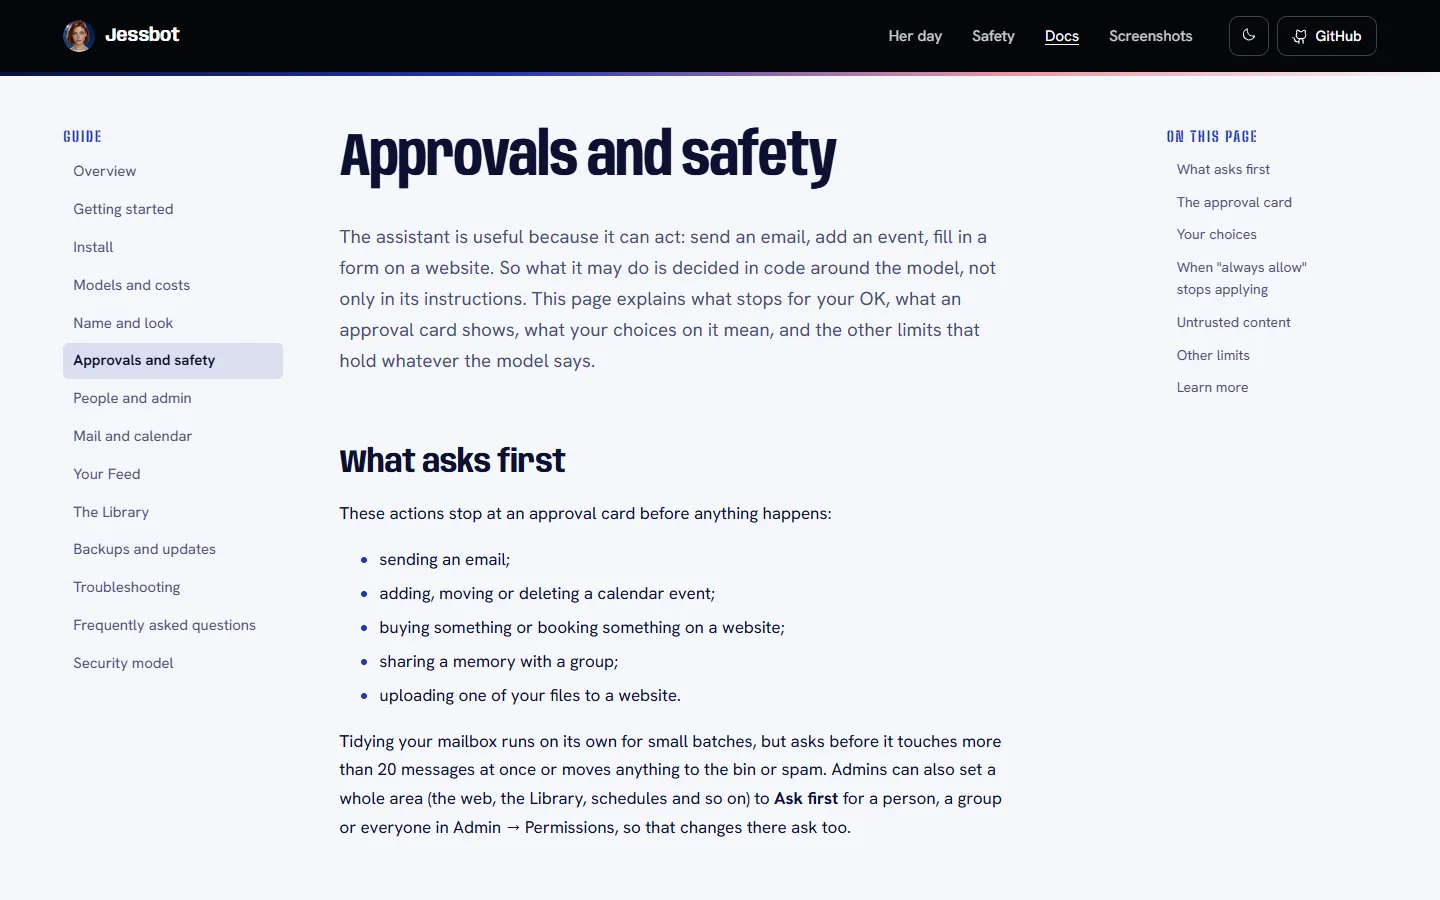 Jessbot
Her day
Safety
Docs
Screenshots
GitHub
GUIDE
Overview
Getting started
Install
Models and costs
Name and look
Approvals and safety
People and admin
Mail and calendar
Your Feed
The Library
Backups and updates
Troubleshooting
Frequently asked questions
Security model
Approvals and safety
The assistant is useful because it can act: send an email, add an event, fill in a
form on a website. So what it may do is decided in code around the model, not
only in its instructions. This page explains what stops for your OK, what an
approval card shows, what your choices on it mean, and the other limits that
hold whatever the model says.
What asks first
These actions stop at an approval card before anything happens:
• sending an email;
• adding, moving or deleting a calendar event;
• buying something or booking something on a website;
• sharing a memory with a group;
• uploading one of your files to a website.
Tidying your mailbox runs on its own for small batches, but asks before it touches more
than 20 messages at once or moves anything to the bin or spam. Admins can also set a
whole area (the web, the Library, schedules and so on) to Ask first for a person, a group
or everyone in Admin → Permissions, so that changes there ask too.
ON THIS PAGE
What asks first
The approval card
Your choices
When "always allow"
stops applying
Untrusted content
Other limits
Learn more